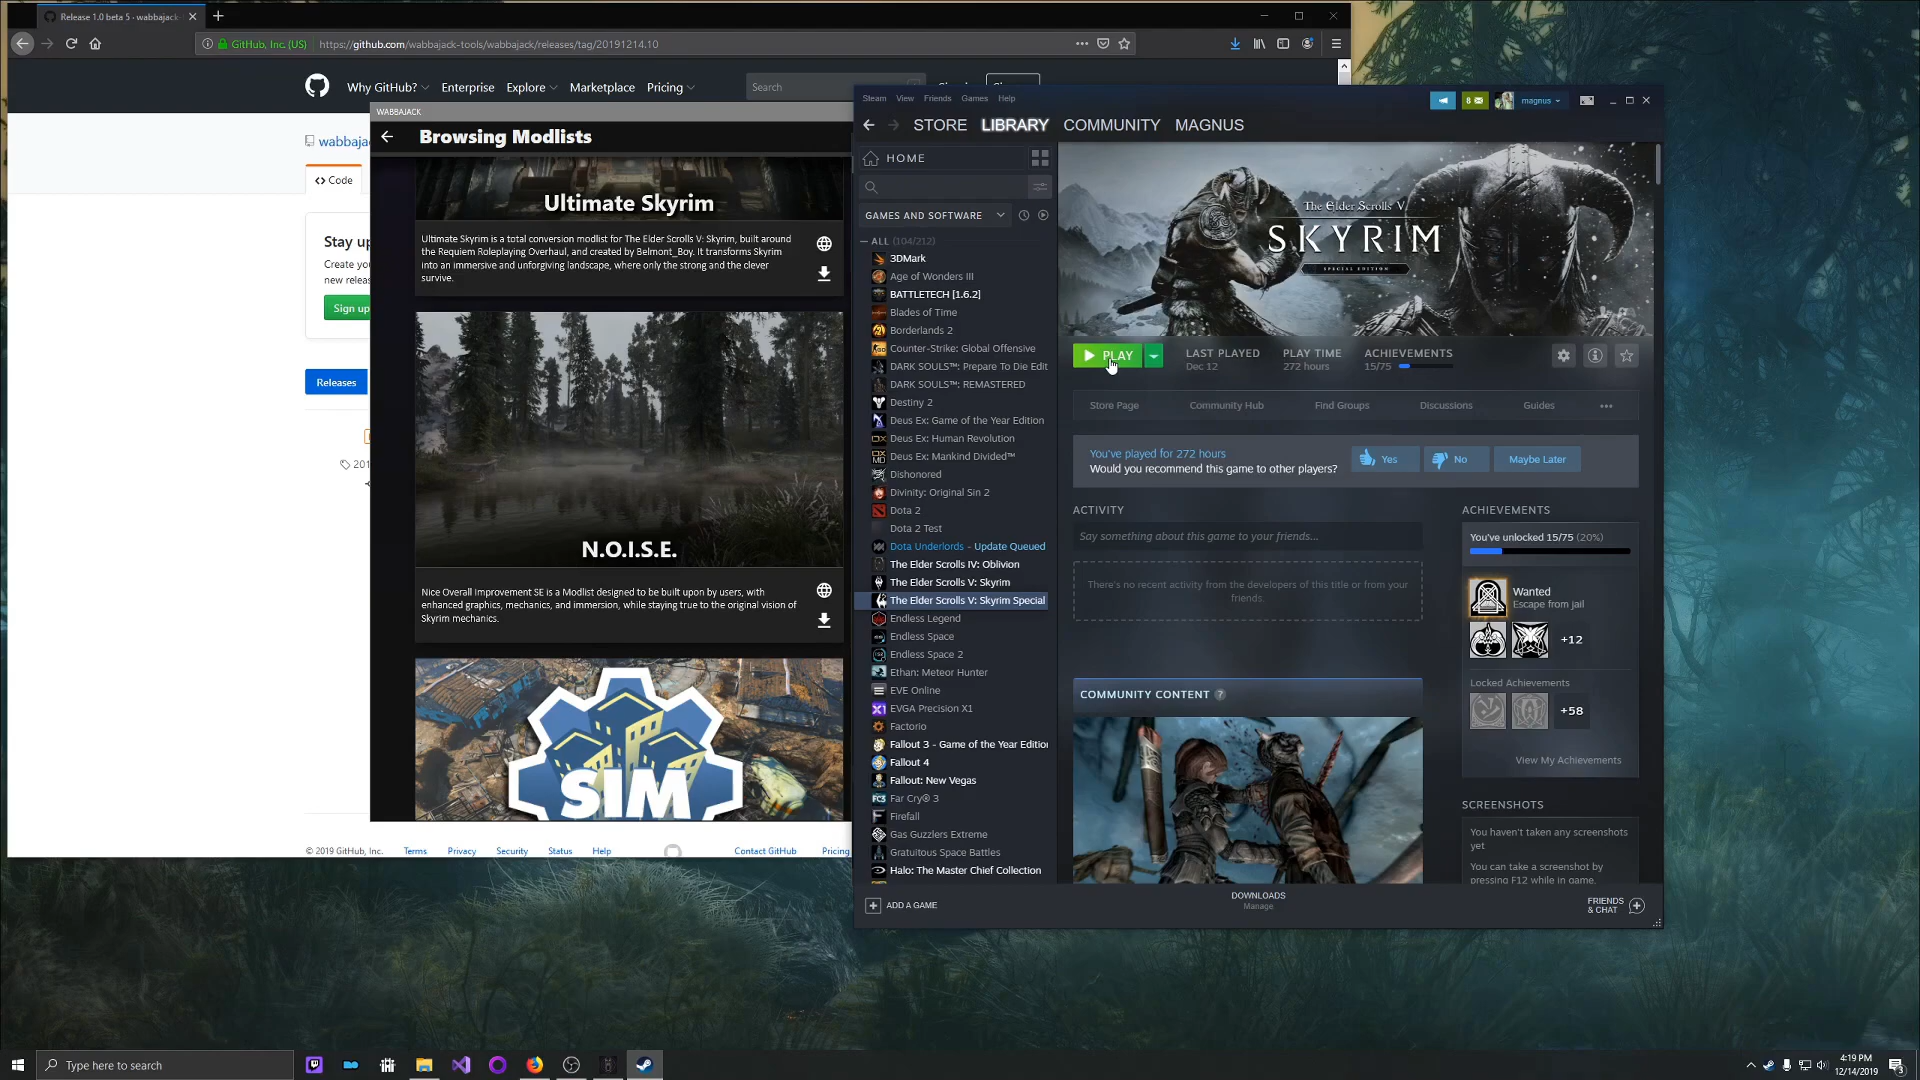 Release 1.0 beta 5 · wabbajack-
GitHub, Inc. (US)
https://github.com/wabbajack-tools/wabbajack/releases/tag/20191214.10
Why GitHub?
Enterprise
Explore
Marketplace
Pricing
Search
wabbaja
Code
Stay up
Create yo
new relea
Sign up
Releases
201
© 2019 GitHub, Inc.
Terms
Privacy
Security
Status
Help
Contact GitHub
Pricing
WABBAJACK
Browsing Modlists
Ultimate Skyrim
Ultimate Skyrim is a total conversion modlist for The Elder Scrolls V: Skyrim, built around
the Requiem Roleplaying Overhaul, and created by Belmont_Boy. It transforms Skyrim
into an immersive and unforgiving landscape, where only the strong and the clever
survive.
N.O.I.S.E.
Nice Overall Improvement SE is a Modlist designed to be built upon by users, with
enhanced graphics, mechanics, and immersion, while staying true to the original vision of
Skyrim mechanics.
SIM
Steam
View
Friends
Games
Help
8
magnus
STORE
LIBRARY
COMMUNITY
MAGNUS
HOME
GAMES AND SOFTWARE
ALL (104/212)
3DMark
Age of Wonders III
BATTLETECH [1.6.2]
Blades of Time
Borderlands 2
Counter-Strike: Global Offensive
DARK SOULS™: Prepare To Die Edit
DARK SOULS™: REMASTERED
Destiny 2
Deus Ex: Game of the Year Edition
Deus Ex: Human Revolution
Deus Ex: Mankind Divided™
Dishonored
Divinity: Original Sin 2
Dota 2
Dota 2 Test
Dota Underlords - Update Queued
The Elder Scrolls IV: Oblivion
The Elder Scrolls V: Skyrim
The Elder Scrolls V: Skyrim Special
Endless Legend
Endless Space
Endless Space 2
Ethan: Meteor Hunter
EVE Online
EVGA Precision X1
Factorio
Fallout 3 - Game of the Year Edition
Fallout 4
Fallout: New Vegas
Far Cry® 3
Firefall
Gas Guzzlers Extreme
Gratuitous Space Battles
Halo: The Master Chief Collection
ADD A GAME
The Elder Scrolls V
SKYRIM
SPECIAL EDITION
PLAY
LAST PLAYED
Dec 12
PLAY TIME
272 hours
ACHIEVEMENTS
15/75
Store Page
Community Hub
Find Groups
Discussions
Guides
You've played for 272 hours
Would you recommend this game to other players?
Yes
No
Maybe Later
ACTIVITY
Say something about this game to your friends...
There's no recent activity from the developers of this title or from your
friends.
COMMUNITY CONTENT ?
ACHIEVEMENTS
You've unlocked 15/75 (20%)
Wanted
Escape from jail
+12
Locked Achievements
+58
View My Achievements
SCREENSHOTS
You haven't taken any screenshots
yet
You can take a screenshot by
pressing F12 while in game.
DOWNLOADS
Manage
FRIENDS
& CHAT
Type here to search
4:19 PM
12/14/2019
3